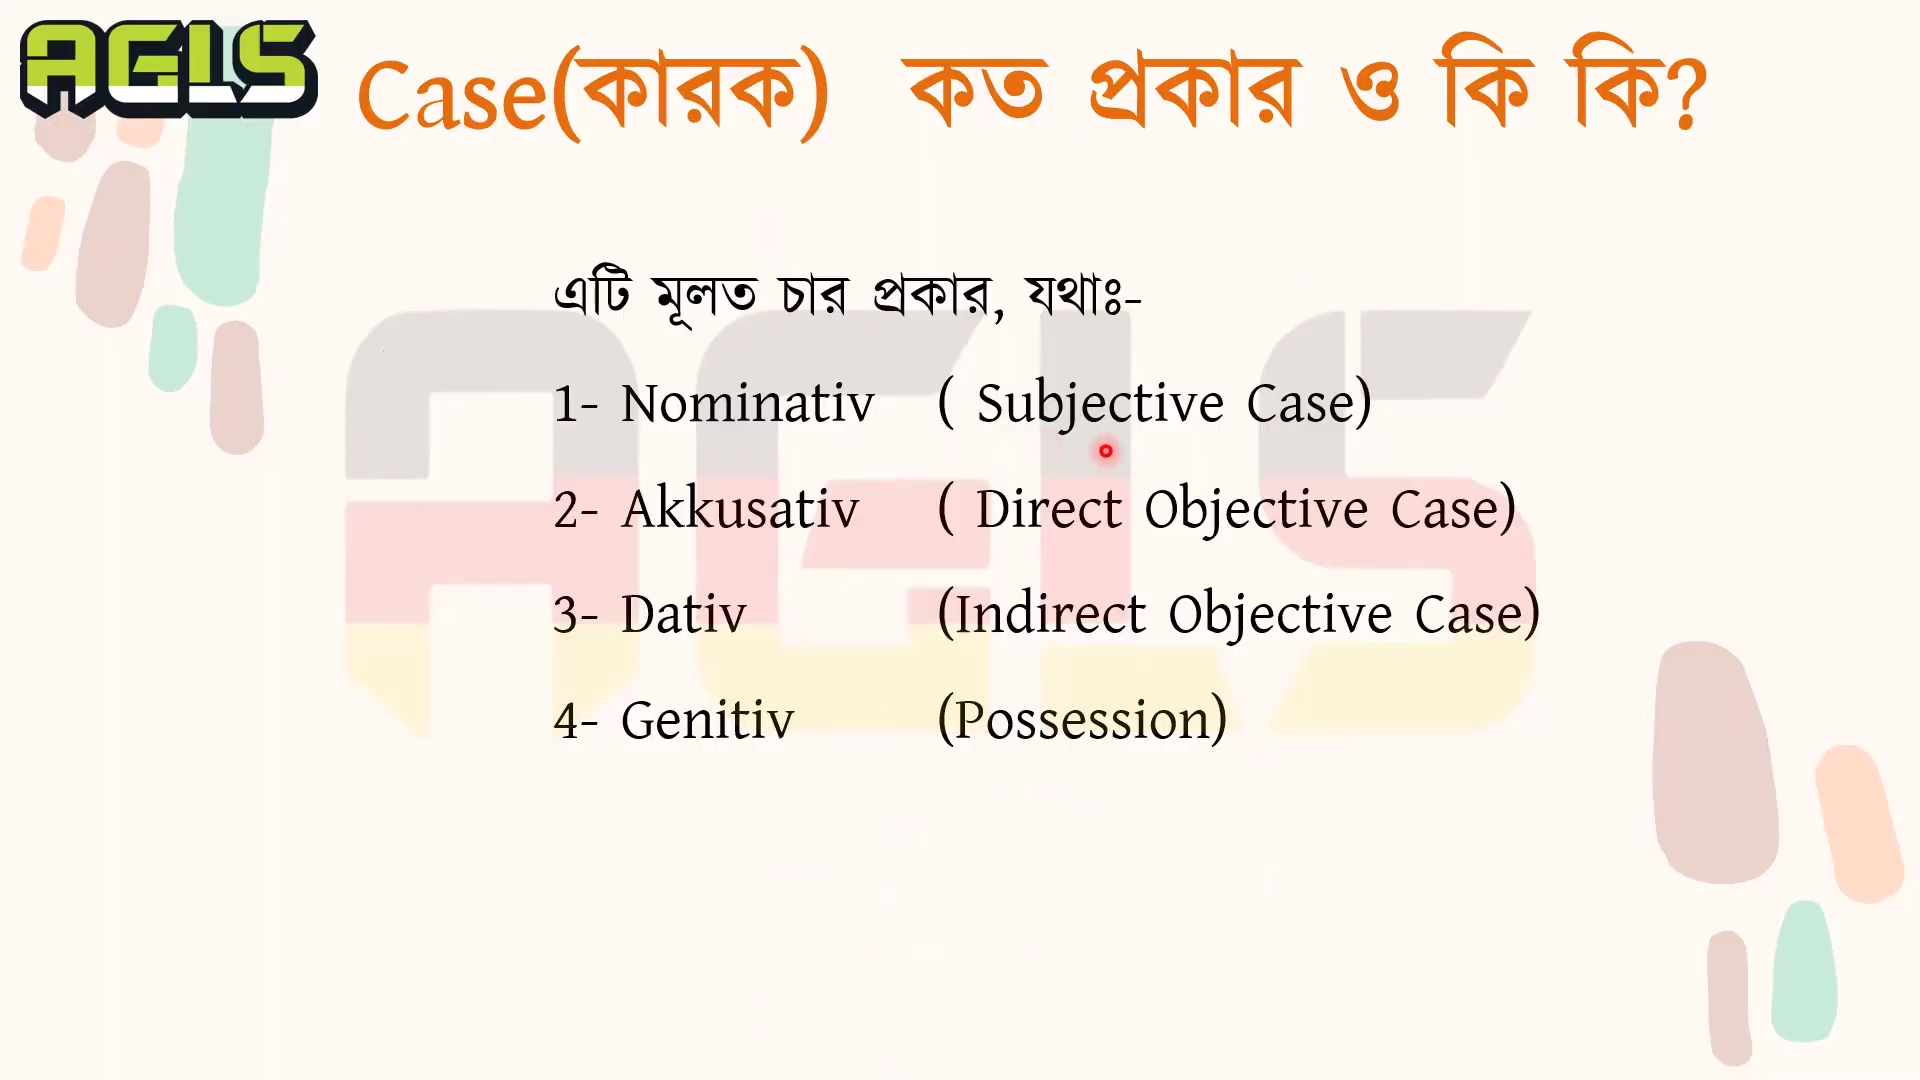 AGLS
Case(কারক) কত প্রকার ও কি কি?
এটি মূলত চার প্রকার, যথাঃ-
1- Nominativ ( Subjective Case)
2- Akkusativ ( Direct Objective Case)
3- Dativ (Indirect Objective Case)
4- Genitiv (Possession)
AGLS